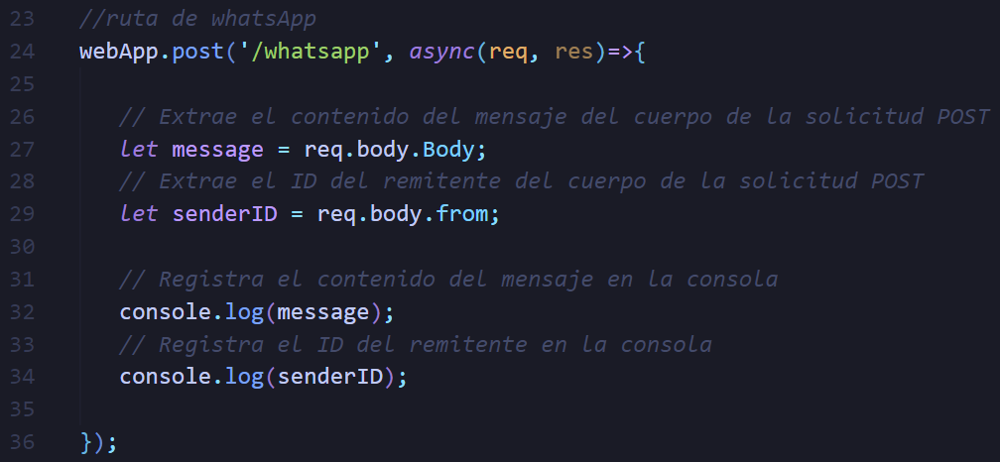 23 //ruta de whatsApp
24 webApp.post('/whatsapp', async(req, res)=>{
25
26 // Extrae el contenido del mensaje del cuerpo de la solicitud POST
27 let message = req.body.Body;
28 // Extrae el ID del remitente del cuerpo de la solicitud POST
29 let senderID = req.body.from;
30
31 // Registra el contenido del mensaje en la consola
32 console.log(message);
33 // Registra el ID del remitente en la consola
34 console.log(senderID);
35
36 });